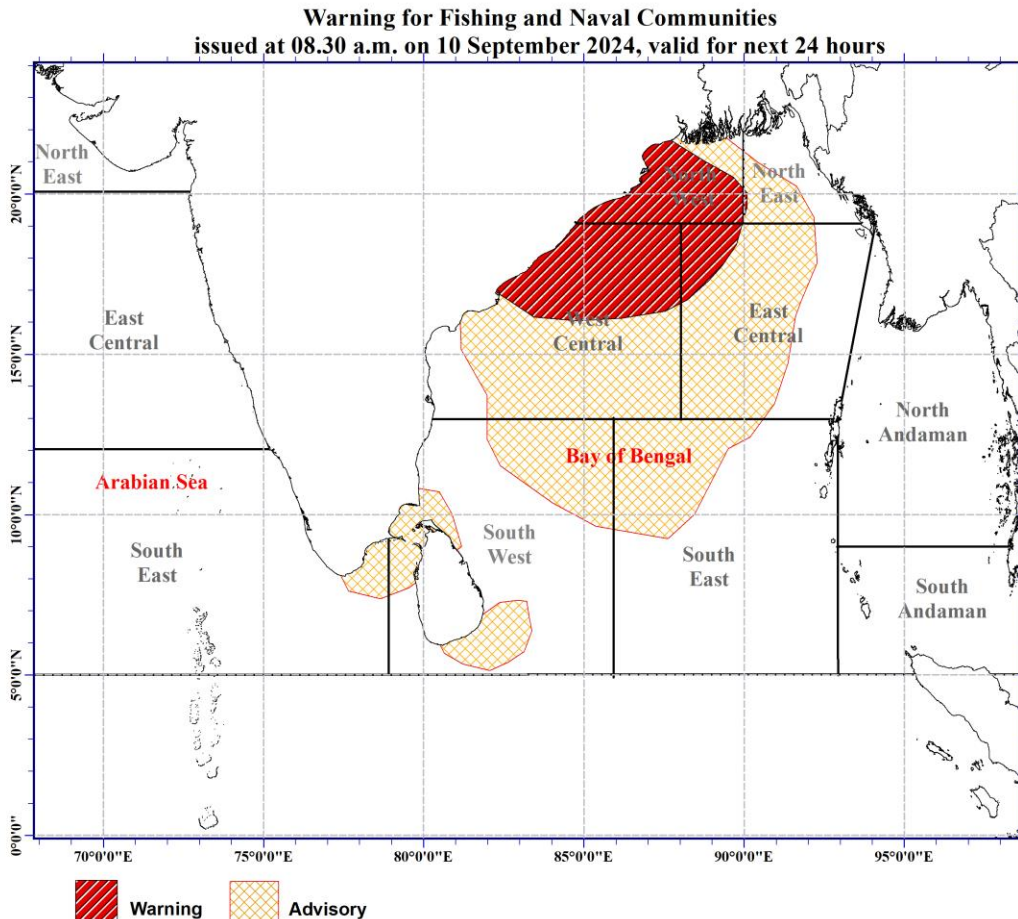 Warning for Fishing and Naval Communities
issued at 08.30 a.m. on 10 September 2024, valid for next 24 hours
North
East
North
West
North
East
20°0'0"N
East
Central
West
Central
East
Central
15°0'0"N
North
Andaman
Arabian Sea
Bay of Bengal
10°0'0"N
South
East
South
West
South
East
South
Andaman
5°0'0"N
0°0'0"
70°0'0"E
75°0'0"E
80°0'0"E
85°0'0"E
90°0'0"E
95°0'0"E
Warning
Advisory